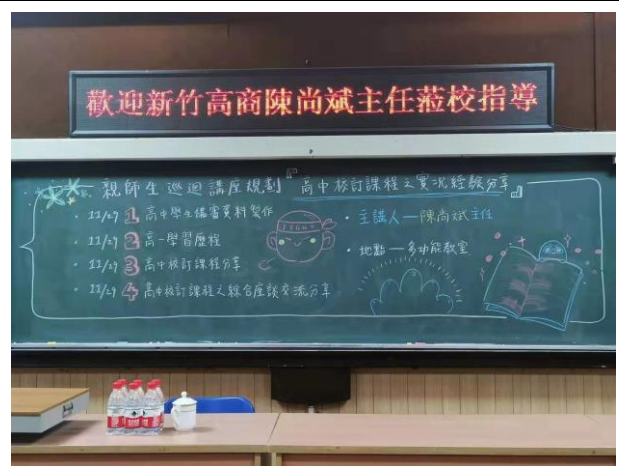 歡迎新竹高商陳尚斌主任蒞校指導
親師生巡迴講座規劃『高中校訂課程之實況經驗分享』
· 11/29 1 高中學生備審資料製作
· 11/29 2 高一學習歷程
· 11/29 3 高中校訂課程分享
· 11/29 4 高中校訂課程之綜合座談交流分享
· 主講人—陳尚斌主任
· 地點—多功能教室